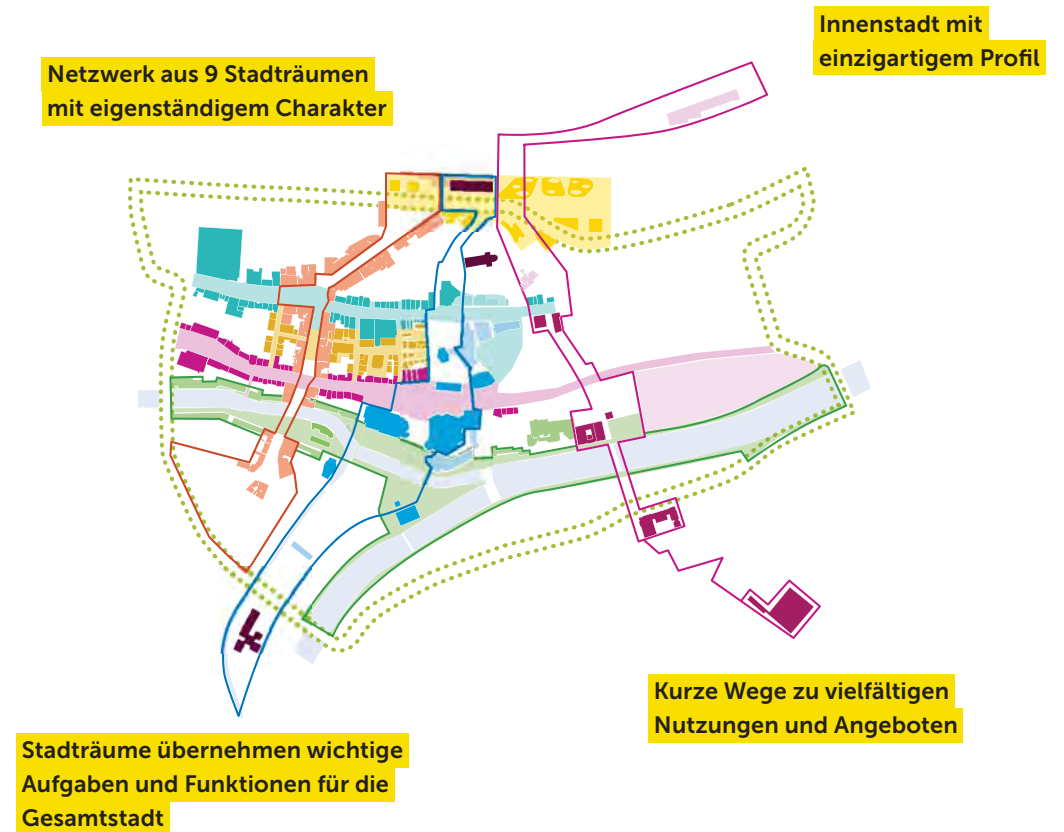 Innenstadt mit
einzigartigem Profil
Netzwerk aus 9 Stadträumen
mit eigenständigem Charakter
Kurze Wege zu vielfältigen
Nutzungen und Angeboten
Stadträume übernehmen wichtige
Aufgaben und Funktionen für die
Gesamtstadt